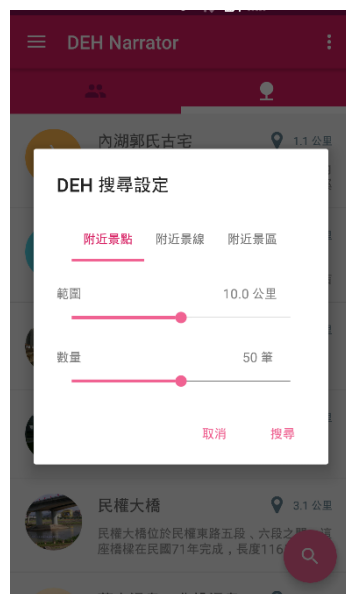 DEH Narrator
內湖郭氏古宅
1.1 公里
DEH 搜尋設定
附近景點
附近景線
附近景區
範圍
10.0 公里
數量
50 筆
取消
搜尋
民權大橋
3.1 公里
民權大橋位於民權東路五段、六段之間，這
座橋樑在民國71年完成，長度116